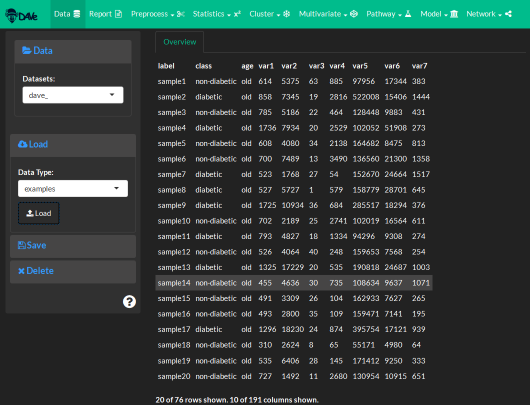 DAVe Data Report Preprocess Statistics x² Cluster Multivariate Pathway Model Network
Data
Datasets:
dave_
Load
Data Type:
examples
Load
Save
Delete
?
Overview
label class age var1 var2 var3 var4 var5 var6 var7
sample1 non-diabetic old 614 5375 63 885 97956 17344 383
sample2 diabetic old 858 7345 19 2816 522008 15406 1444
sample3 non-diabetic old 785 5186 22 464 128448 9883 431
sample4 diabetic old 1736 7934 20 2529 102052 51908 273
sample5 non-diabetic old 608 4080 34 2138 164682 8475 813
sample6 non-diabetic old 700 7489 13 3490 136560 21300 1358
sample7 diabetic old 523 1768 27 54 152670 24664 1517
sample8 diabetic old 527 5727 1 579 158779 28701 645
sample9 diabetic old 1725 10934 36 684 285517 18294 376
sample10 non-diabetic old 702 2189 25 2741 102019 16564 611
sample11 diabetic old 793 4827 18 1334 94296 9308 274
sample12 non-diabetic old 526 4064 40 248 159653 7568 254
sample13 diabetic old 1325 17229 20 535 190818 24687 1003
sample14 non-diabetic old 455 4636 30 735 108634 9637 1071
sample15 non-diabetic old 491 3309 26 104 162933 7627 265
sample16 non-diabetic old 493 2800 35 109 159471 7141 195
sample17 diabetic old 1296 18230 24 874 395754 17121 939
sample18 non-diabetic old 310 2624 8 65 55171 4980 64
sample19 non-diabetic old 535 6406 28 145 171412 9250 333
sample20 non-diabetic old 727 1492 11 2680 130954 10915 651
20 of 76 rows shown. 10 of 191 columns shown.